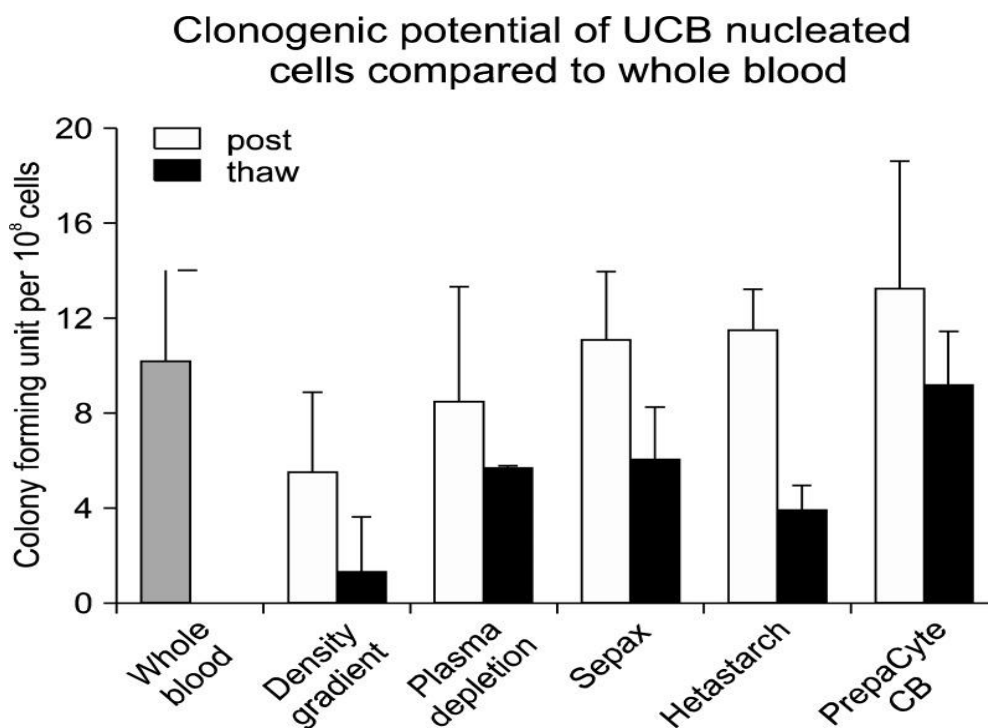 Clonogenic potential of UCB nucleated
cells compared to whole blood
Colony forming unit per 10⁸ cells
20
16
12
8
4
0
post
thaw
Whole
blood
Density
gradient
Plasma
depletion
Sepax
Hetastarch
PrepaCyte
CB